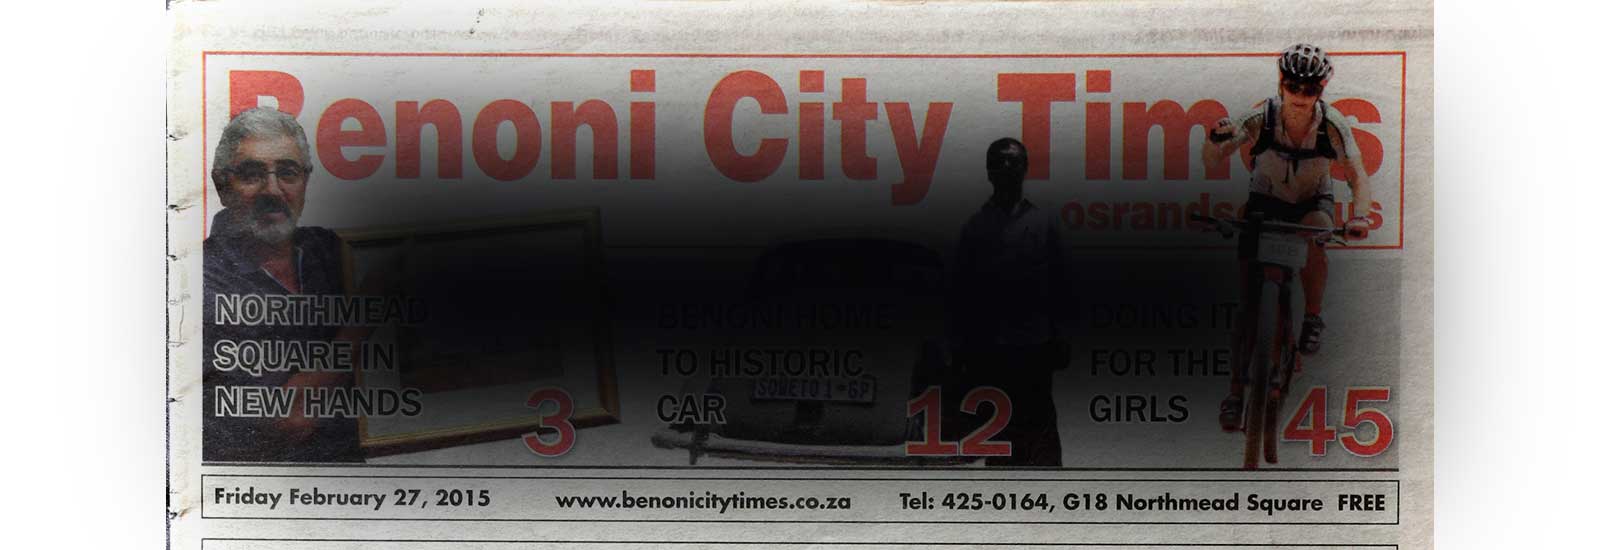 Benoni City Times
NORTHMEAD
SQUARE IN
NEW HANDS
3
BENONI HOME
TO HISTORIC
CAR
SOWETO 1-GP
12
DOING IT
FOR THE
GIRLS
45
Friday February 27, 2015
www.benonicitytimes.co.za
Tel: 425-0164, G18 Northmead Square FREE